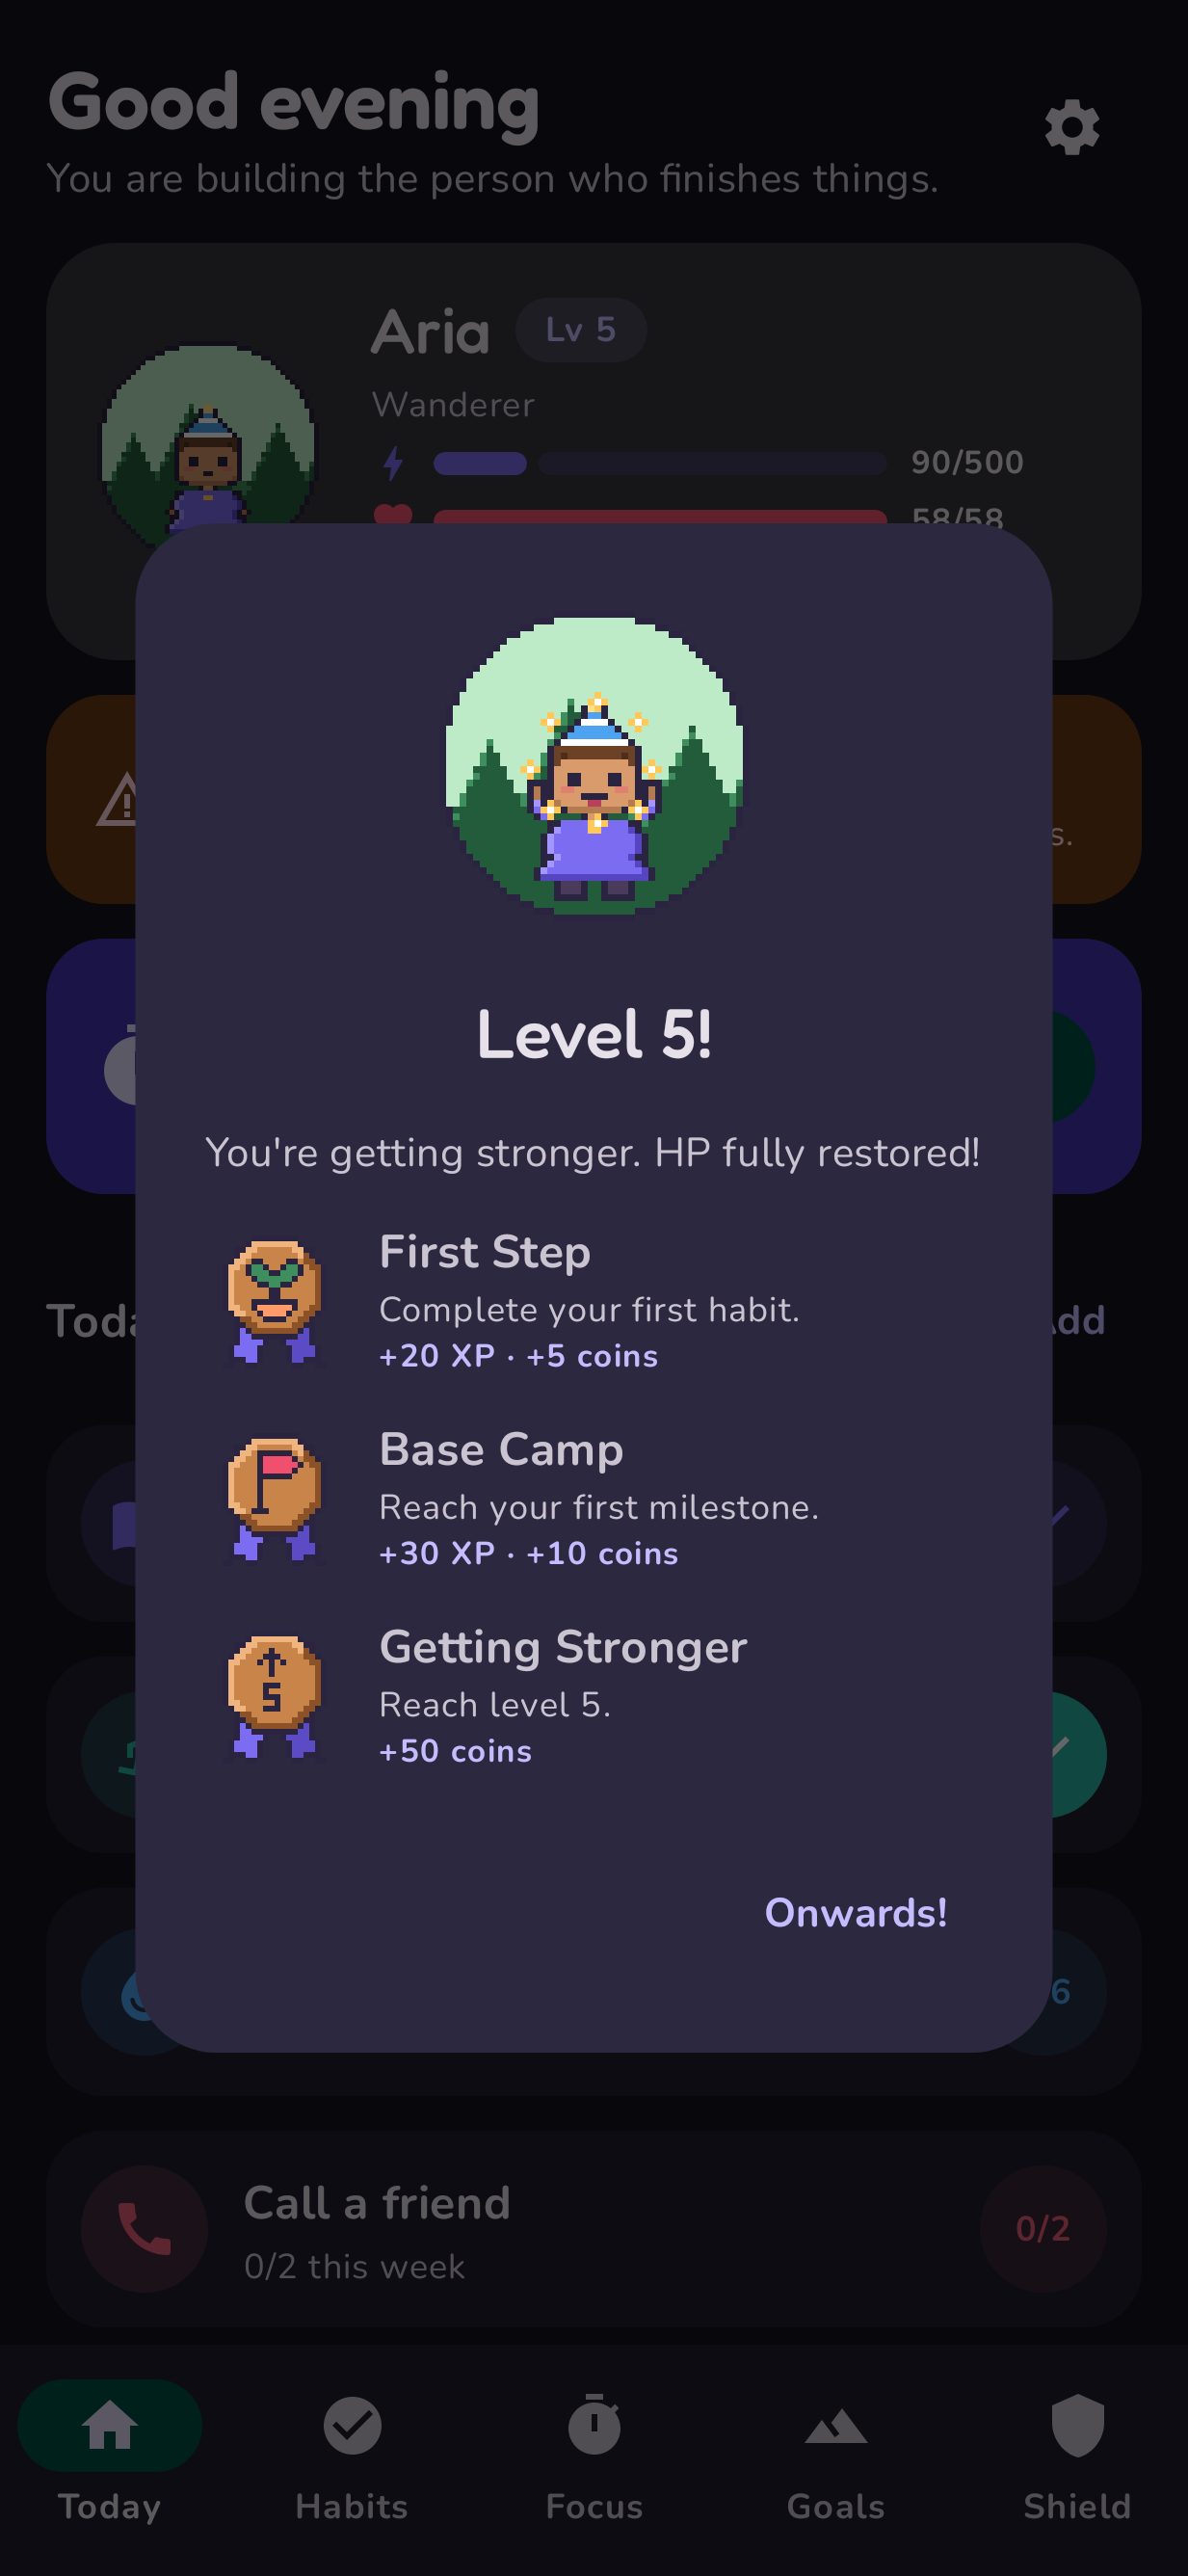 Good evening
You are building the person who finishes things.
Aria
Lv 5
Wanderer
90/500
58/58
s.
Level 5!
You're getting stronger. HP fully restored!
First Step
Complete your first habit.
+20 XP · +5 coins
Base Camp
Reach your first milestone.
+30 XP · +10 coins
5
Getting Stronger
Reach level 5.
+50 coins
Onwards!
6
Call a friend
0/2 this week
0/2
Today
Habits
Focus
Goals
Shield